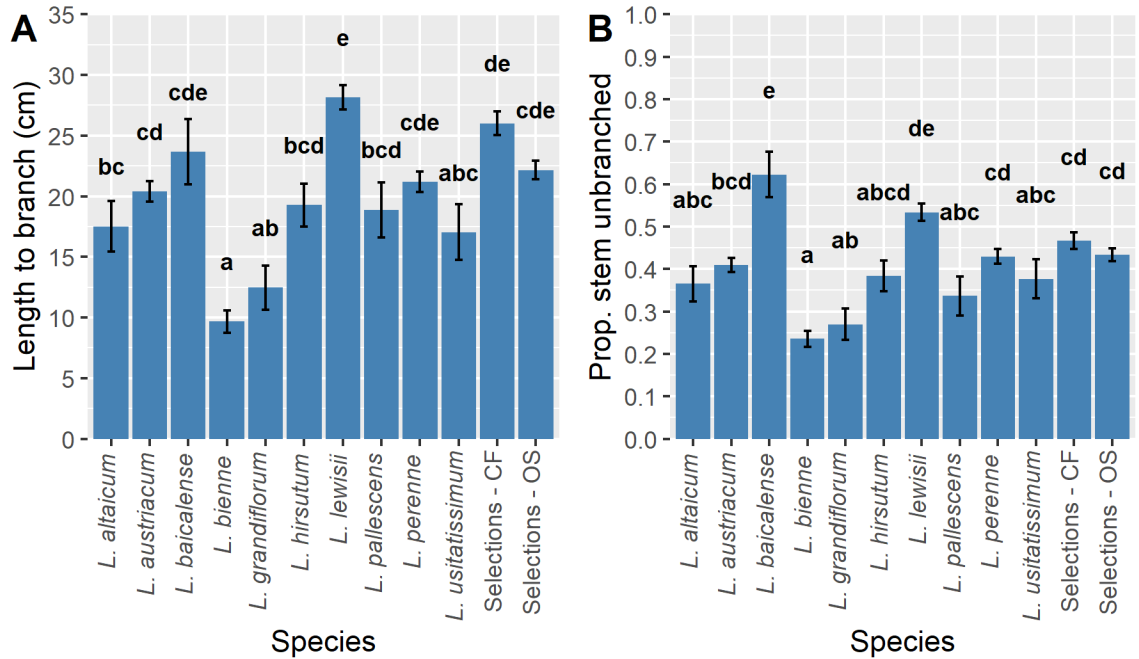 A
Length to branch (cm)
35
30
25
20
15
10
5
0
bc
cd
cde
a
ab
bcd
e
bcd
cde
abc
de
cde
L. altaicum
L. austriacum
L. baicalense
L. bienne
L. grandiflorum
L. hirsutum
L. lewisii
L. pallescens
L. perenne
L. usitatissimum
Selections - CF
Selections - OS
Species
B
Prop. stem unbranched
1.0
0.9
0.8
0.7
0.6
0.5
0.4
0.3
0.2
0.1
0.0
abc
bcd
e
a
ab
abcd
de
abc
cd
abc
cd
cd
L. altaicum
L. austriacum
L. baicalense
L. bienne
L. grandiflorum
L. hirsutum
L. lewisii
L. pallescens
L. perenne
L. usitatissimum
Selections - CF
Selections - OS
Species